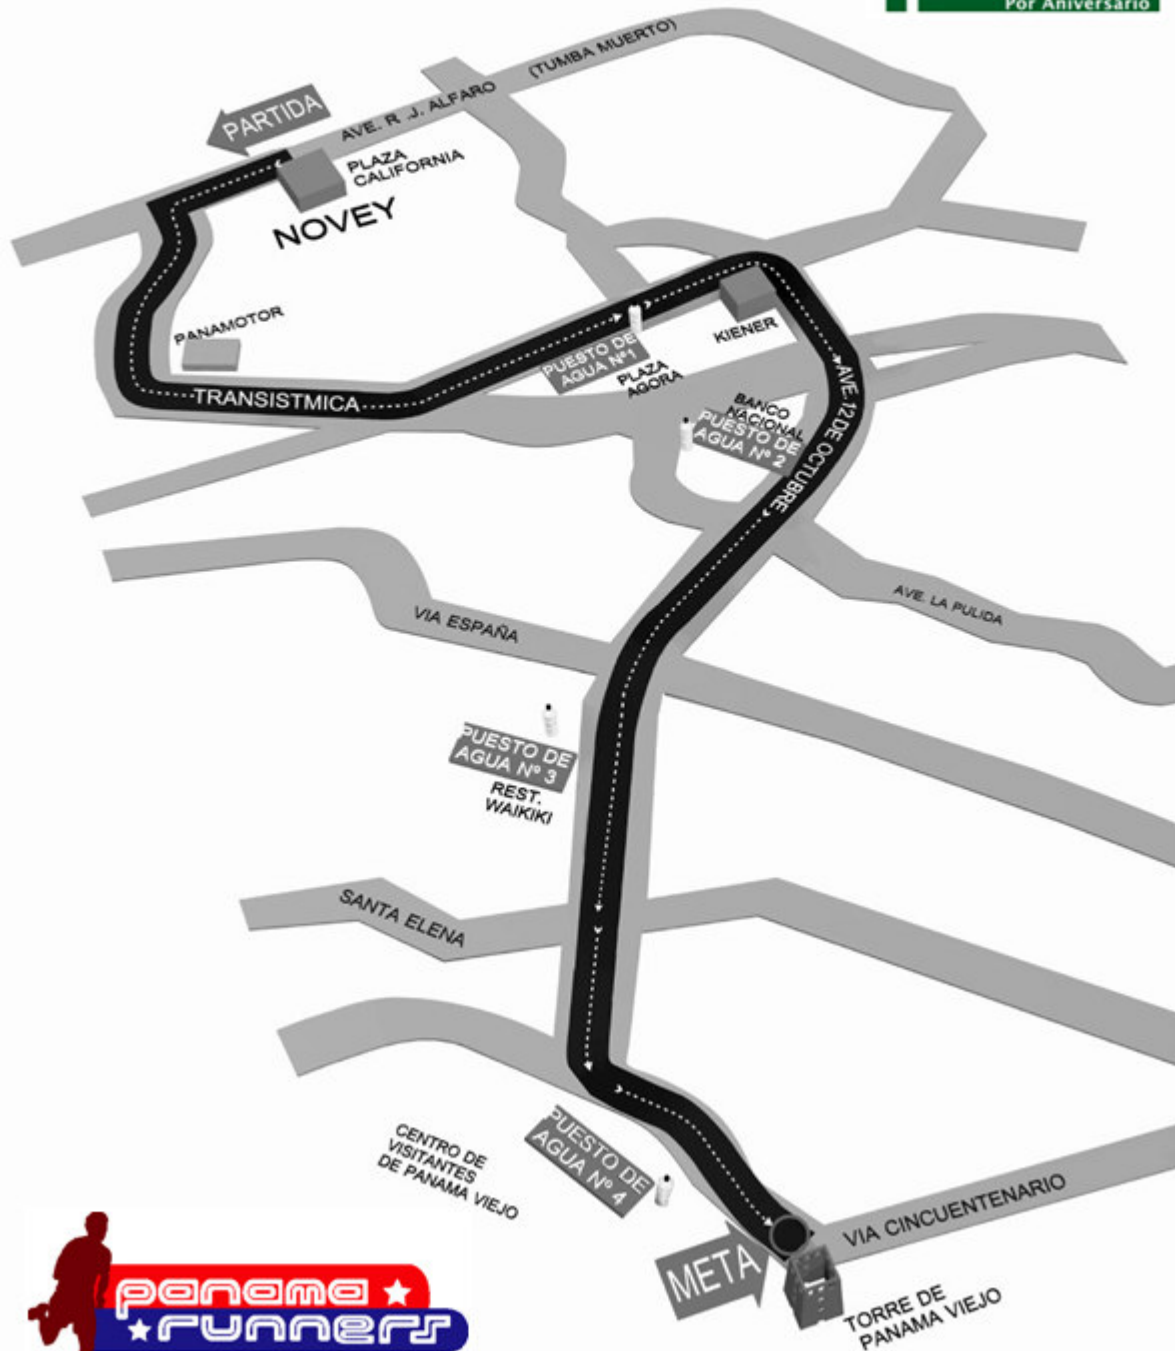 Por Aniversario
(TUMBA MUERTO)
AVE. R .J. ALFARO
PARTIDA
PLAZA
CALIFORNIA
NOVEY
PANAMOTOR
KIENER
PUESTO DE
AGUA Nº1
PLAZA
AGORA
TRANSISTMICA
BANCO
NACIONAL
PUESTO DE
AGUA Nº 2
AVE. 12 DE OCTUBRE
AVE. LA PULIDA
VIA ESPAÑA
PUESTO DE
AGUA Nº 3
REST.
WAIKIKI
SANTA ELENA
CENTRO DE
VISITANTES
DE PANAMA VIEJO
PUESTO DE
AGUA Nº 4
VIA CINCUENTENARIO
META
TORRE DE
PANAMA VIEJO
panama
runners